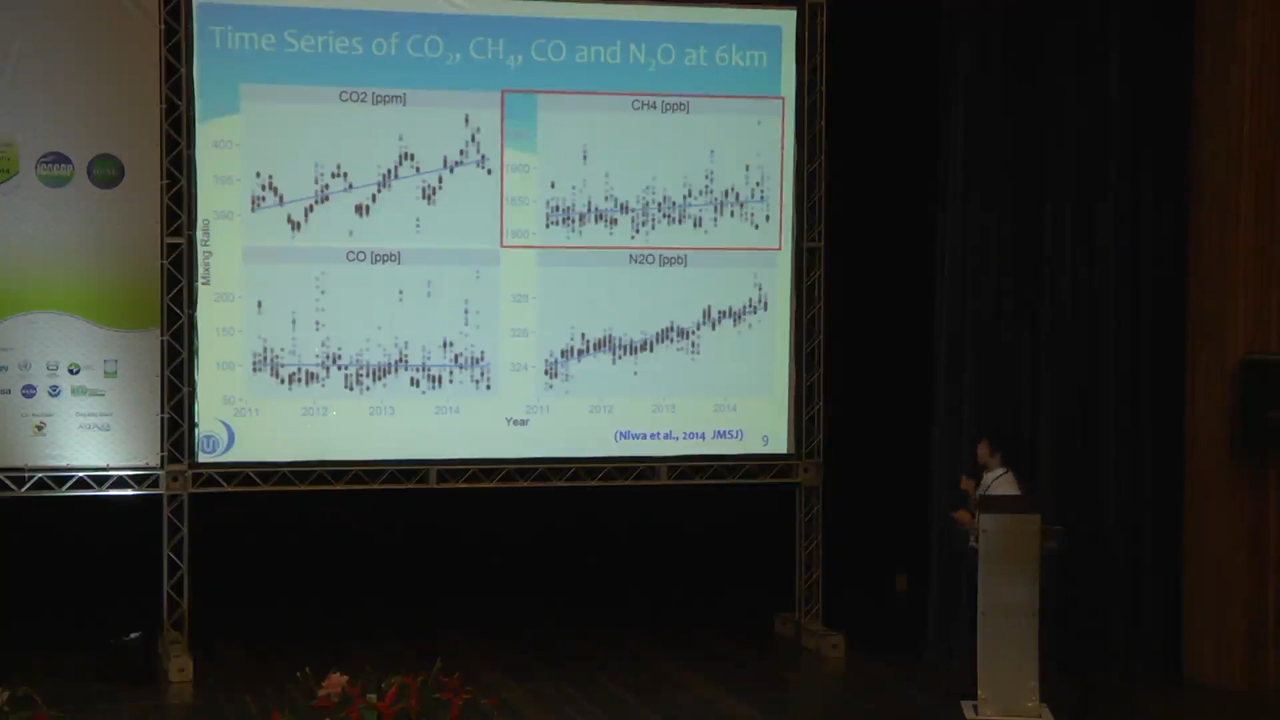 Time Series of CO₂, CH₄, CO and N₂O at 6km
CO2 [ppm]
CH4 [ppb]
400
395
390
1900
1850
1800
Mixing Ratio
CO [ppb]
N2O [ppb]
200
150
100
50
328
326
324
2011 2012 2013 2014
2011 2012 2013 2014
Year
(Niwa et al., 2014 JMSJ)
9